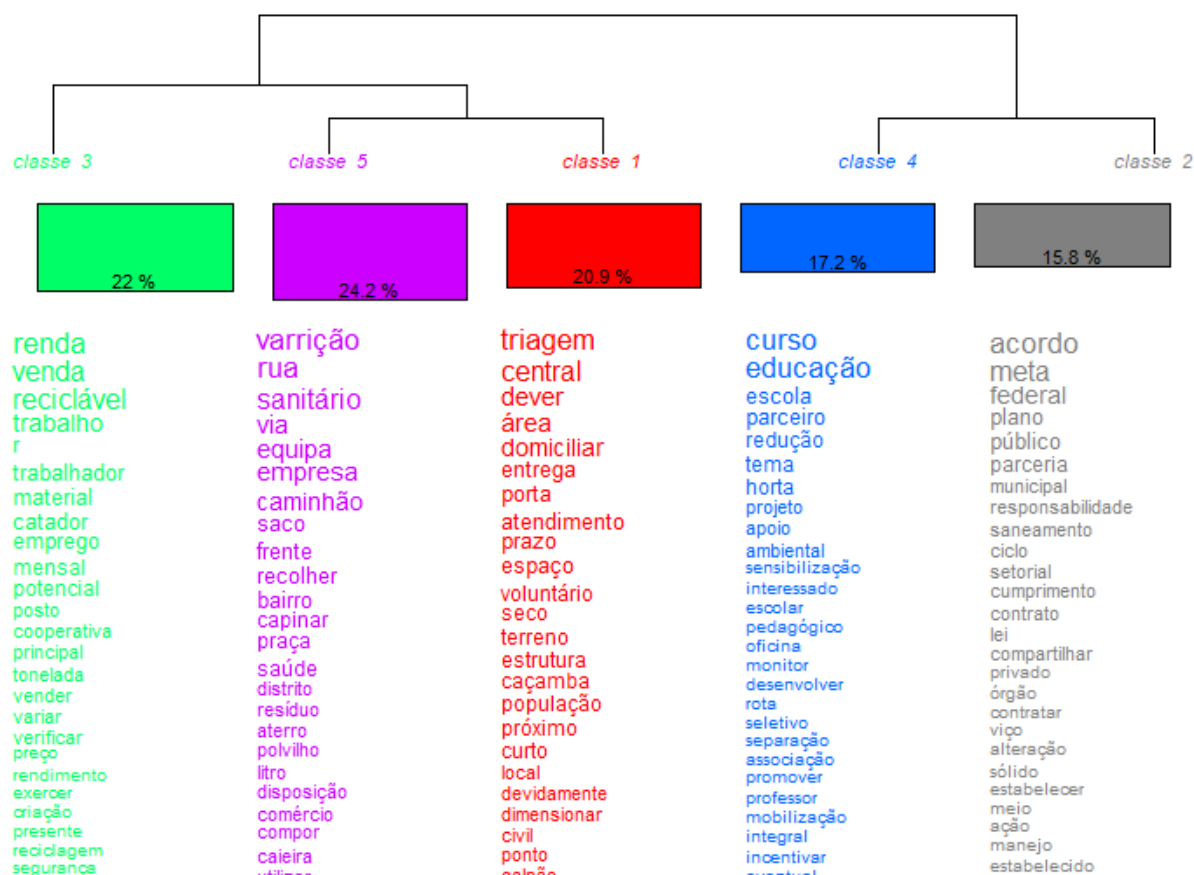 classe 3
classe 5
classe 1
classe 4
classe 2
22 %
24.2 %
20.9 %
17.2 %
15.8 %
renda
venda
reciclável
trabalho
r
trabalhador
material
catador
emprego
mensal
potencial
posto
cooperativa
principal
tonelada
vender
variar
verificar
preço
rendimento
exercer
criação
presente
reciclagem
segurança
varrição
rua
sanitário
via
equipa
empresa
caminhão
saco
frente
recolher
bairro
capinar
praça
saúde
distrito
resíduo
aterro
polvilho
litro
disposição
comércio
compor
caieira
utilizar
triagem
central
dever
área
domiciliar
entrega
porta
atendimento
prazo
espaço
voluntário
seco
terreno
estrutura
caçamba
população
próximo
curto
local
devidamente
dimensionar
civil
ponto
galpão
curso
educação
escola
parceiro
redução
tema
horta
projeto
apoio
ambiental
sensibilização
interessado
escolar
pedagógico
oficina
monitor
desenvolver
rota
seletivo
separação
associação
promover
professor
mobilização
integral
incentivar
eventual
acordo
meta
federal
plano
público
parceria
municipal
responsabilidade
saneamento
ciclo
setorial
cumprimento
contrato
lei
compartilhar
privado
órgão
contratar
viço
alteração
sólido
estabelecer
meio
ação
manejo
estabelecido